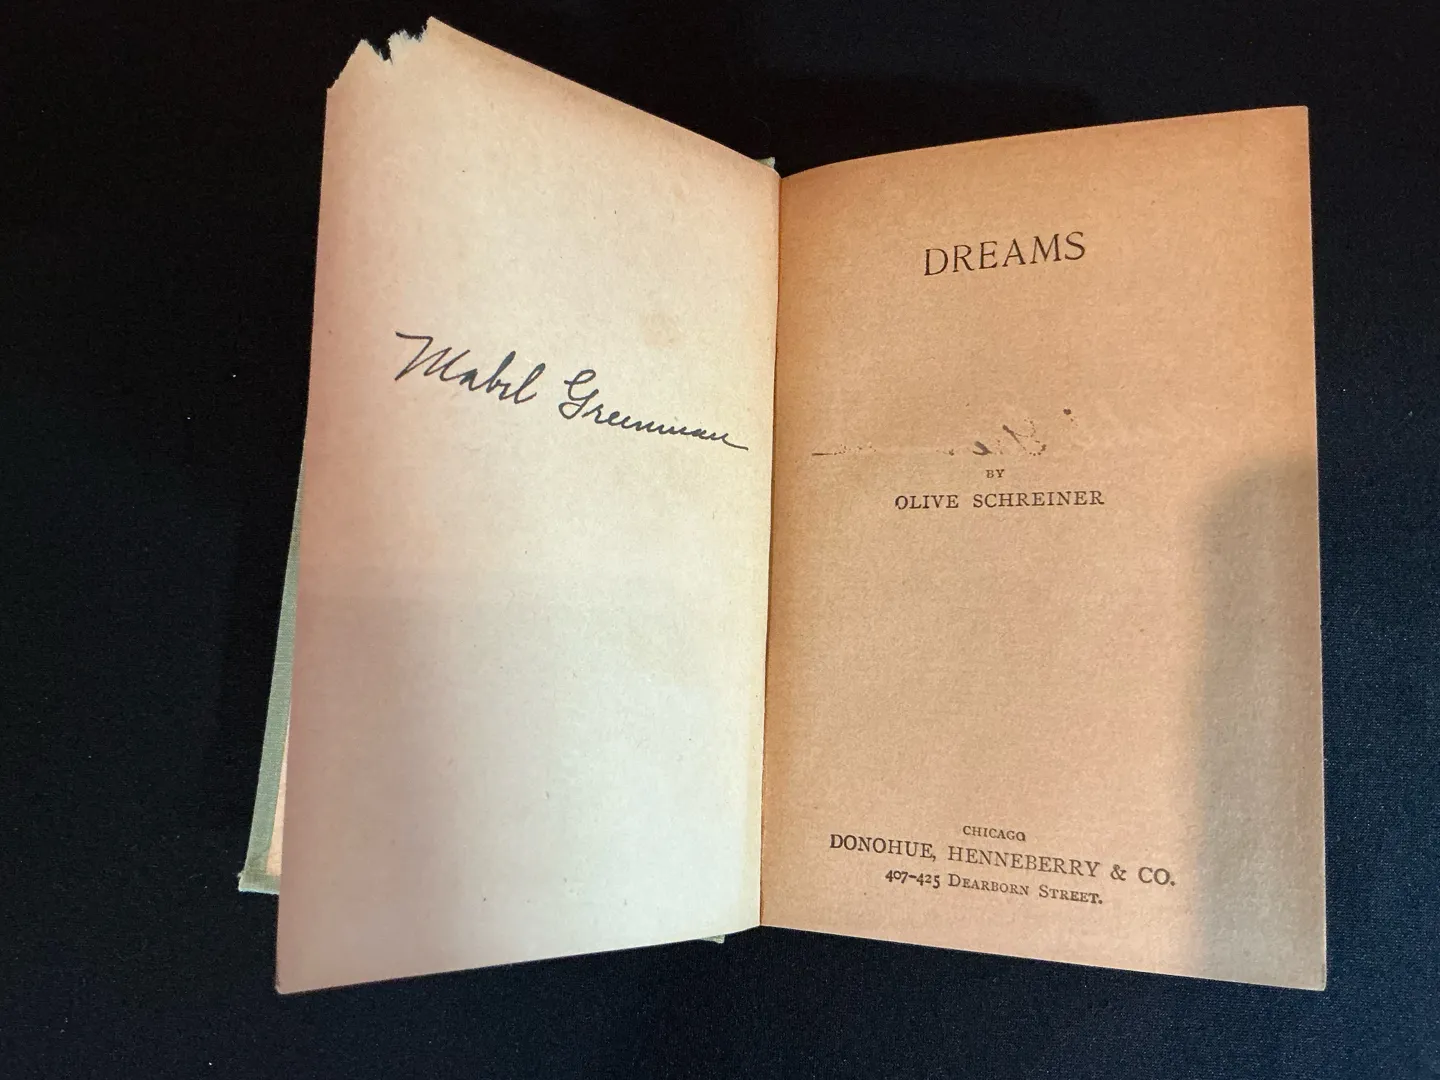 Mabel Greenman
DREAMS
BY
OLIVE SCHREINER
CHICAGO
DONOHUE, HENNEBERRY & CO.
407-425 DEARBORN STREET.